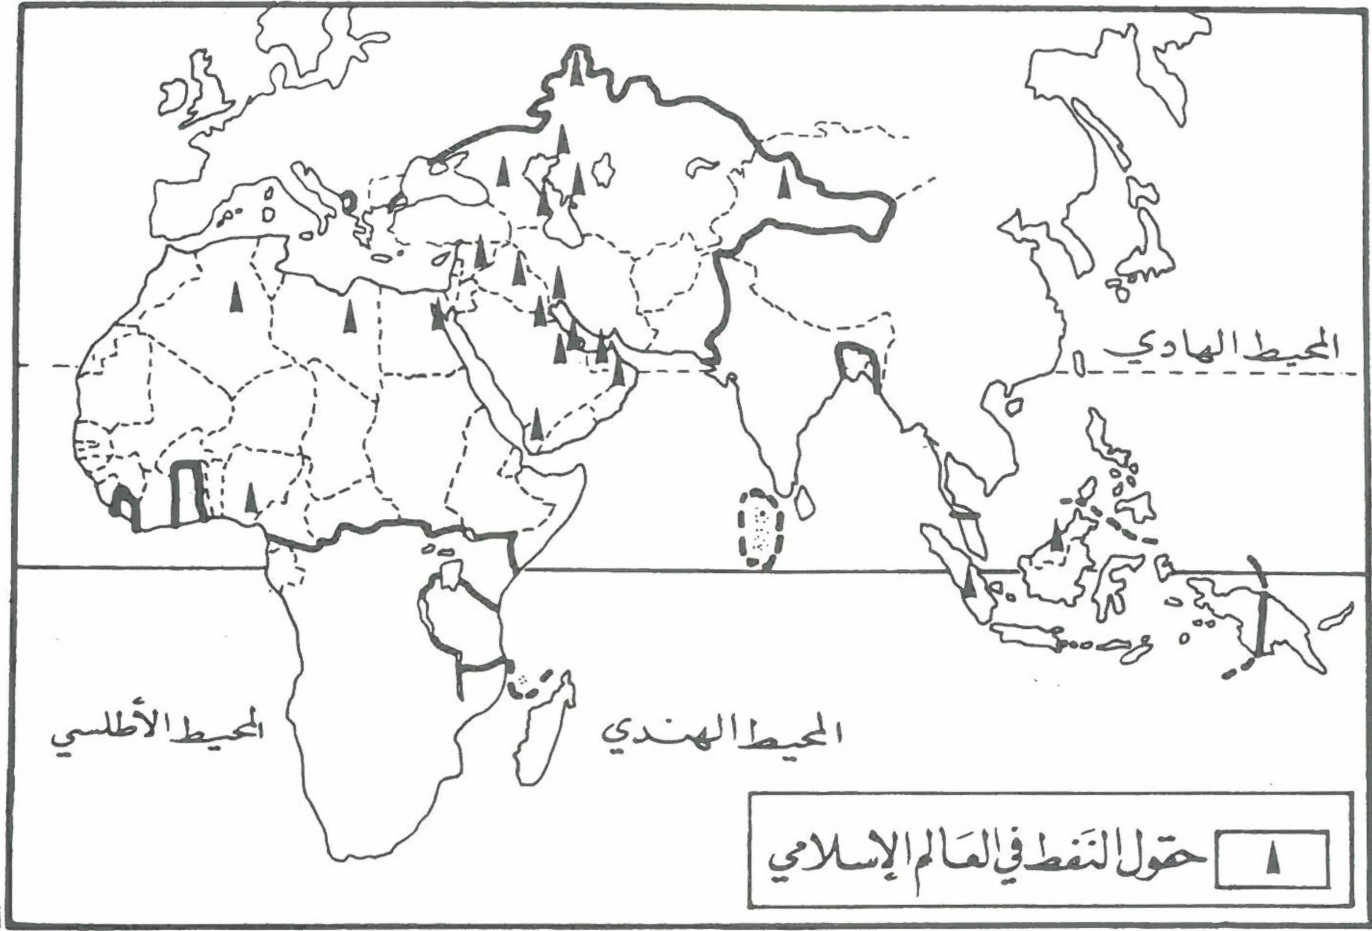 المحيط الهادي
المحيط الأطلسي
المحيط الهندي
حقول النفط في العالم الإسلامي